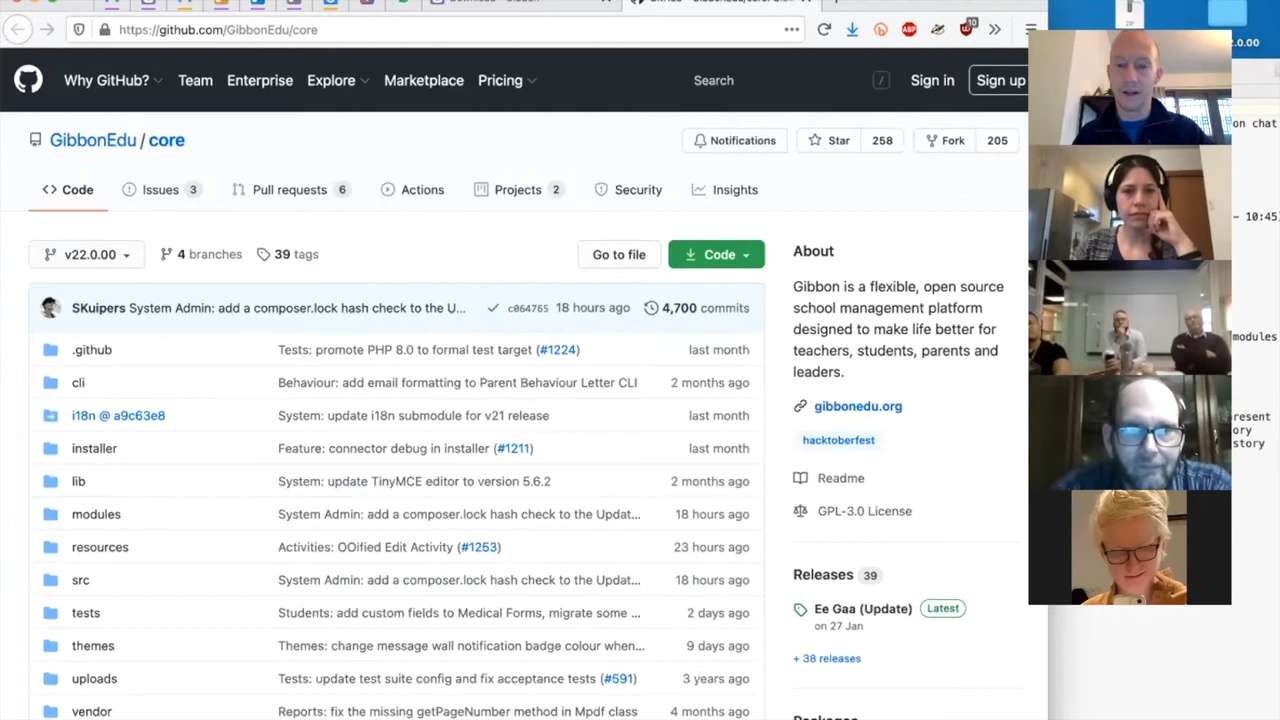 https://github.com/GibbonEdu/core
10
ABP
ZIP
.0.00
Why GitHub? Team Enterprise Explore Marketplace Pricing Search / Sign in Sign up
on chat
GibbonEdu / core
Notifications Star 258 Fork 205
<> Code Issues 3 Pull requests 6 Actions Projects 2 Security Insights
- 10:45)
v22.0.00 4 branches 39 tags Go to file Code
About
Gibbon is a flexible, open source
school management platform
designed to make life better for
teachers, students, parents and
leaders.
gibbonedu.org
hacktoberfest
Readme
GPL-3.0 License
Releases 39
Ee Gaa (Update) Latest
on 27 Jan
+ 38 releases
SKuipers System Admin: add a composer.lock hash check to the U... c064765 18 hours ago 4,700 commits
.github Tests: promote PHP 8.0 to formal test target (#1224) last month
cli Behaviour: add email formatting to Parent Behaviour Letter CLI 2 months ago
i18n @ a9c63e8 System: update i18n submodule for v21 release last month
installer Feature: connector debug in installer (#1211) last month
lib System: update TinyMCE editor to version 5.6.2 2 months ago
modules System Admin: add a composer.lock hash check to the Updat... 18 hours ago
resources Activities: OOified Edit Activity (#1253) 23 hours ago
src System Admin: add a composer.lock hash check to the Updat... 18 hours ago
tests Students: add custom fields to Medical Forms, migrate some ... 2 days ago
themes Themes: change message wall notification badge colour when... 9 days ago
uploads Tests: update test suite config and fix acceptance tests (#591) 3 years ago
vendor Reports: fix the missing getPageNumber method in Mpdf class 4 months ago
modules
resent
ory
story